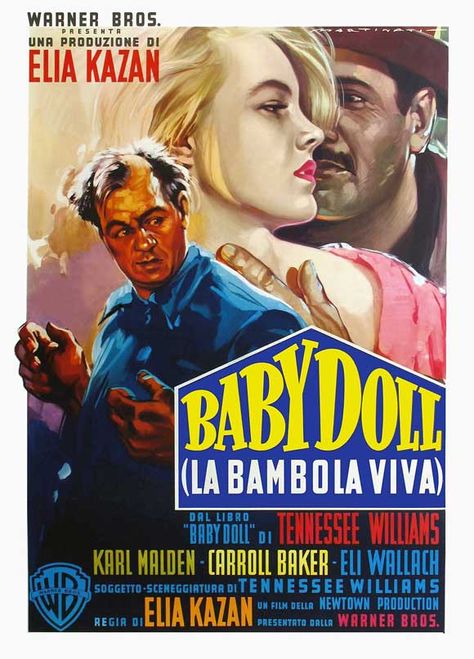 WARNER BROS.
PRESENTA
UNA PRODUZIONE DI
ELIA KAZAN
MARTINATI
BABY DOLL
(LA BAMBOLA VIVA)
DAL LIBRO
"BABY DOLL" DI TENNESSEE WILLIAMS
KARL MALDEN - CARROLL BAKER - ELI WALLACH
SOGGETTO-SCENEGGIATURA DI TENNESSEE WILLIAMS
REGIA DI ELIA KAZAN UN FILM DELLA NEWTOWN PRODUCTION
PRESENTATO DALLA WARNER BROS.
WB